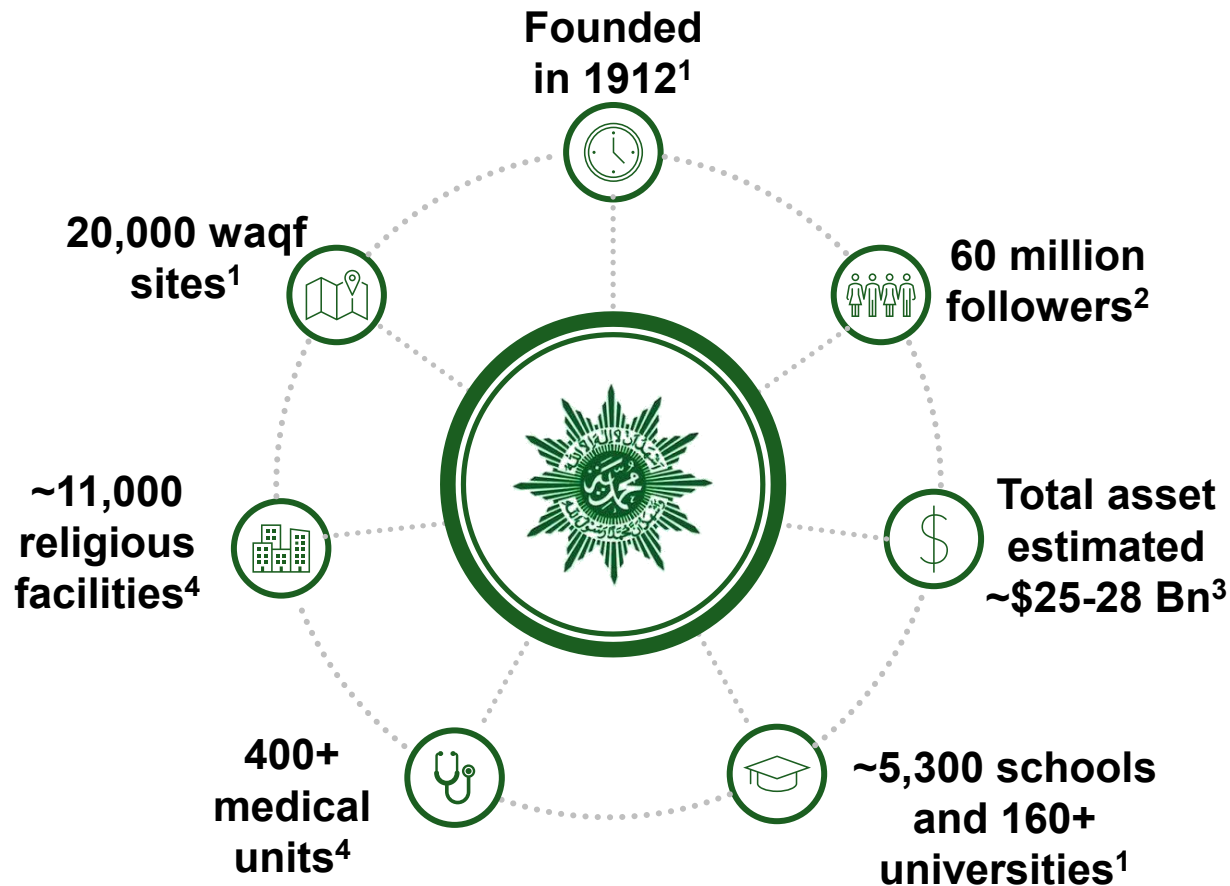 Founded
in 1912¹
60 million
followers²
Total asset
estimated
~$25-28 Bn³
~5,300 schools
and 160+
universities¹
400+
medical
units⁴
~11,000
religious
facilities⁴
20,000 waqf
sites¹
محمدية